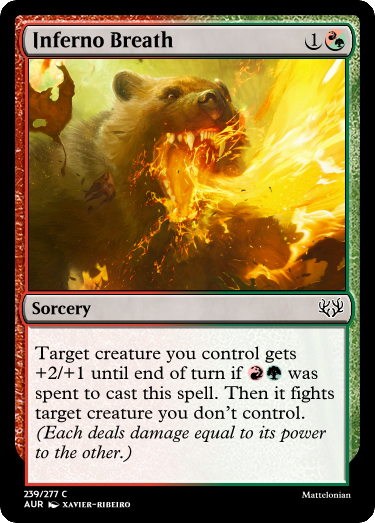 Inferno Breath 1
Sorcery
Target creature you control gets
+2/+1 until end of turn if was
spent to cast this spell. Then it fights
target creature you don't control.
(Each deals damage equal to its power
to the other.)
239/277 C
AUR XAVIER-RIBEIRO
Mattelonian